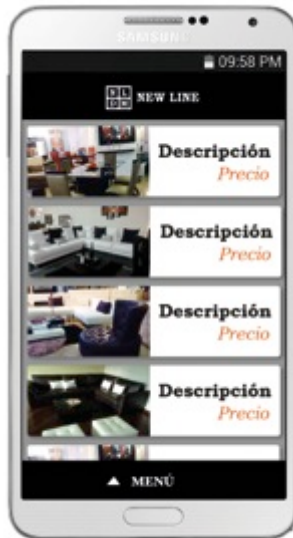 SAMSUNG
09:58 PM
NEW LINE
Descripción
Precio
Descripción
Precio
Descripción
Precio
Descripción
Precio
MENÚ